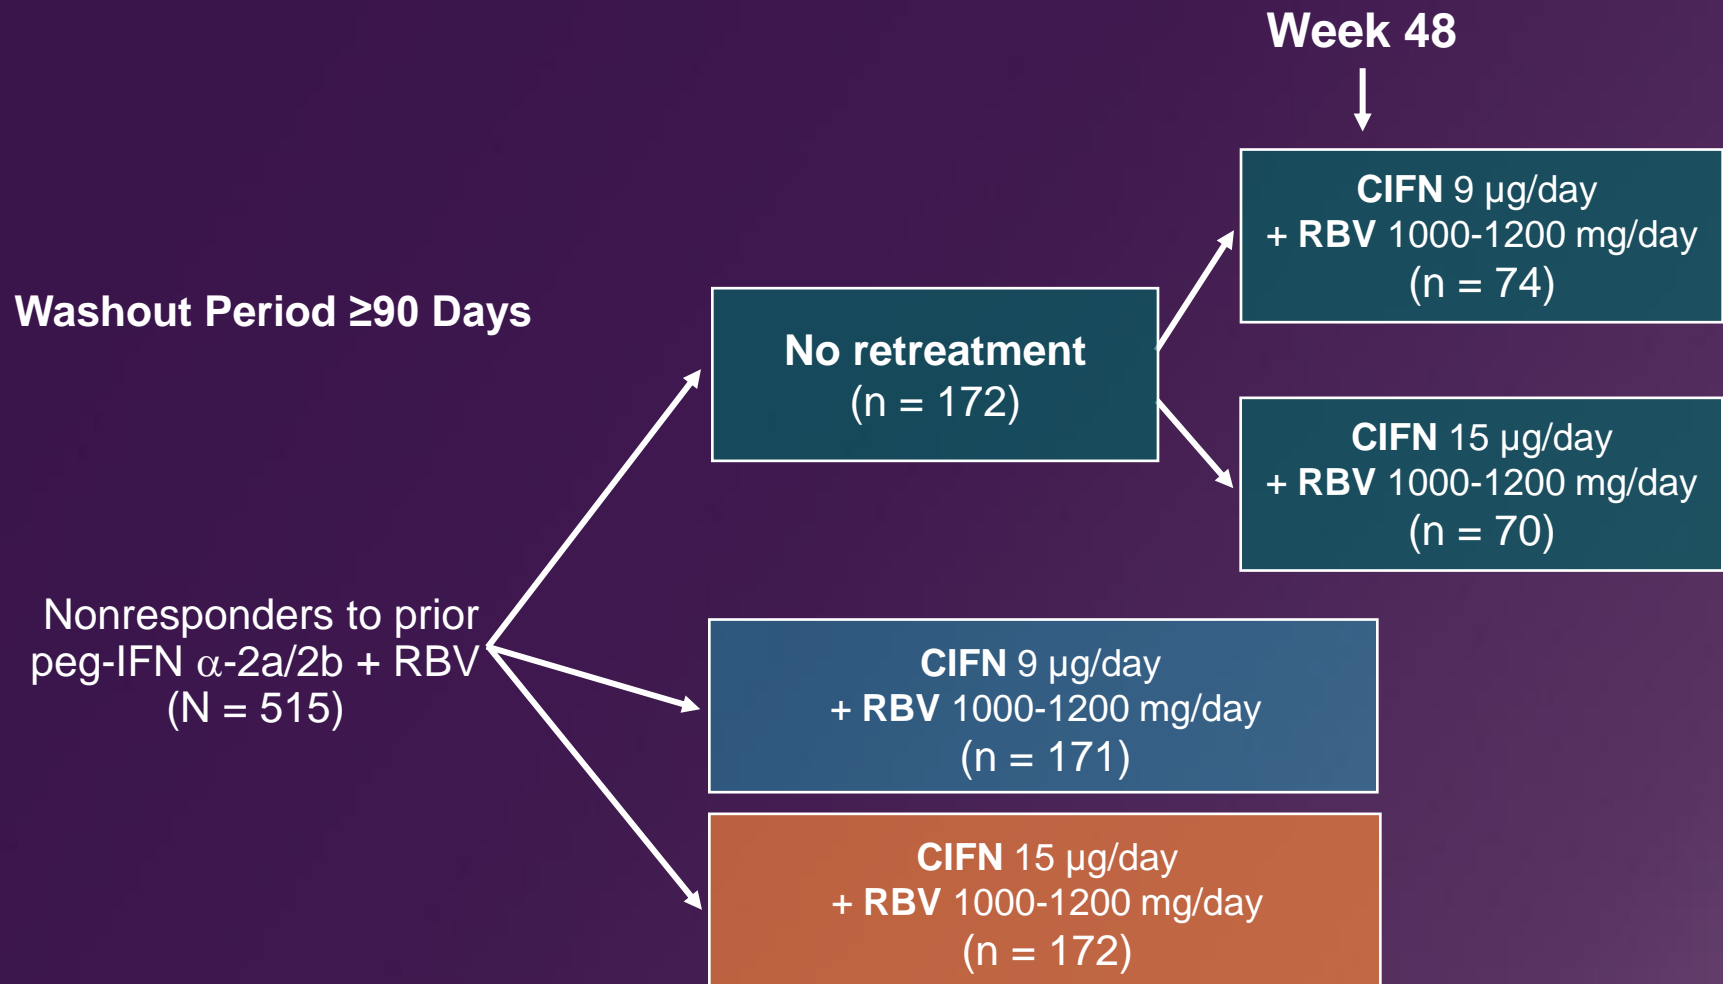 Week 48
CIFN 9 µg/day
+ RBV 1000-1200 mg/day
(n = 74)
Washout Period ≥90 Days
No retreatment
(n = 172)
CIFN 15 µg/day
+ RBV 1000-1200 mg/day
(n = 70)
Nonresponders to prior
peg-IFN α-2a/2b + RBV
(N = 515)
CIFN 9 µg/day
+ RBV 1000-1200 mg/day
(n = 171)
CIFN 15 µg/day
+ RBV 1000-1200 mg/day
(n = 172)